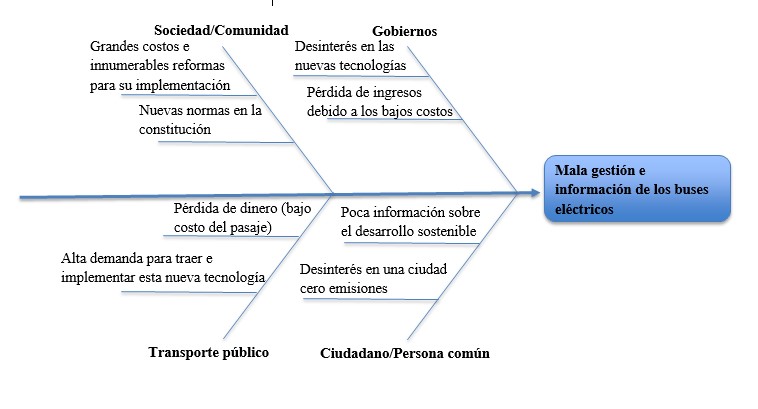 Sociedad/Comunidad
Grandes costos e
innumerables reformas
para su implementación
Nuevas normas en la
constitución
Gobiernos
Desinterés en las
nuevas tecnologías
Pérdida de ingresos
debido a los bajos costos
Mala gestión e
información de los buses
eléctricos
Pérdida de dinero (bajo
costo del pasaje)
Alta demanda para traer e
implementar esta nueva tecnología
Transporte público
Poca información sobre
el desarrollo sostenible
Desinterés en una ciudad
cero emisiones
Ciudadano/Persona común